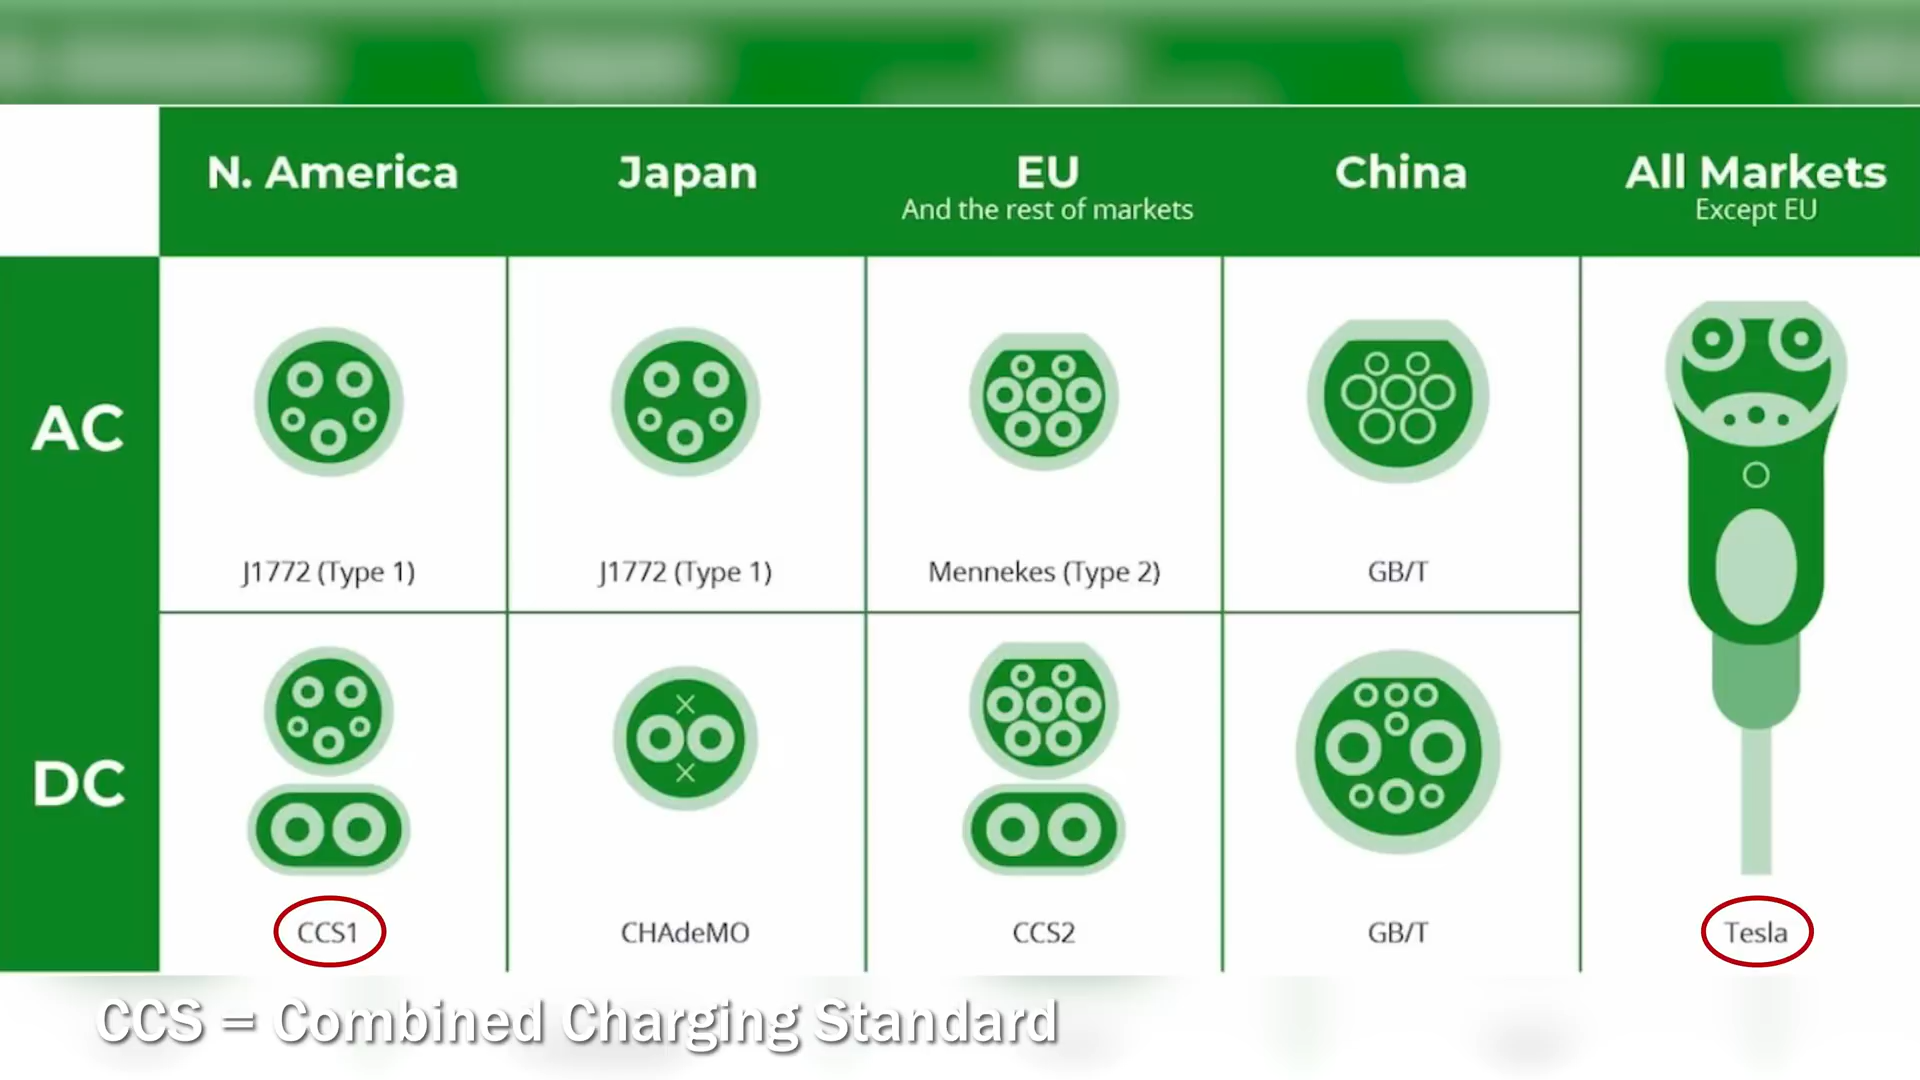 N. America
Japan
EU
And the rest of markets
China
All Markets
Except EU
AC
J1772 (Type 1)
J1772 (Type 1)
Mennekes (Type 2)
GB/T
DC
CCS1
CHAdeMO
CCS2
GB/T
Tesla
CCS = Combined Charging Standard